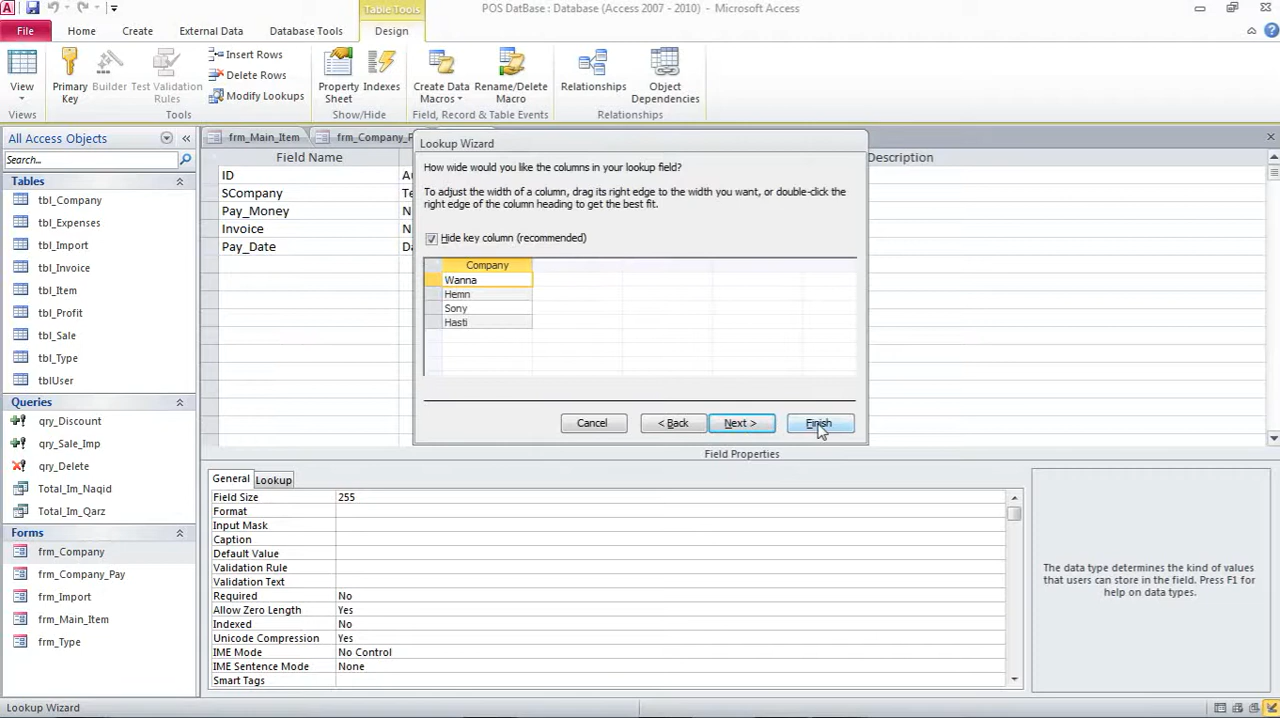 Table Tools
POS DatBase : Database (Access 2007 - 2010) - Microsoft Access
File
Home
Create
External Data
Database Tools
Design
View
Primary Key
Builder
Test Validation Rules
Insert Rows
Delete Rows
Modify Lookups
Property Sheet
Indexes
Create Data Macros
Rename/Delete Macro
Relationships
Object Dependencies
Views
Tools
Show/Hide
Field, Record & Table Events
Relationships
All Access Objects
Search...
Tables
tbl_Company
tbl_Expenses
tbl_Import
tbl_Invoice
tbl_Item
tbl_Profit
tbl_Sale
tbl_Type
tblUser
Queries
qry_Discount
qry_Sale_Imp
qry_Delete
Total_Im_Naqid
Total_Im_Qarz
Forms
frm_Company
frm_Company_Pay
frm_Import
frm_Main_Item
frm_Type
frm_Main_Item
frm_Company_P
Field Name
Description
ID
SCompany
Pay_Money
Invoice
Pay_Date
Lookup Wizard
How wide would you like the columns in your lookup field?
To adjust the width of a column, drag its right edge to the width you want, or double-click the
right edge of the column heading to get the best fit.
Hide key column (recommended)
Company
Wanna
Hemn
Sony
Hasti
Cancel
< Back
Next >
Finish
Field Properties
General
Lookup
Field Size 255
Format
Input Mask
Caption
Default Value
Validation Rule
Validation Text
Required No
Allow Zero Length Yes
Indexed No
Unicode Compression Yes
IME Mode No Control
IME Sentence Mode None
Smart Tags
The data type determines the kind of values
that users can store in the field. Press F1 for
help on data types.
Lookup Wizard